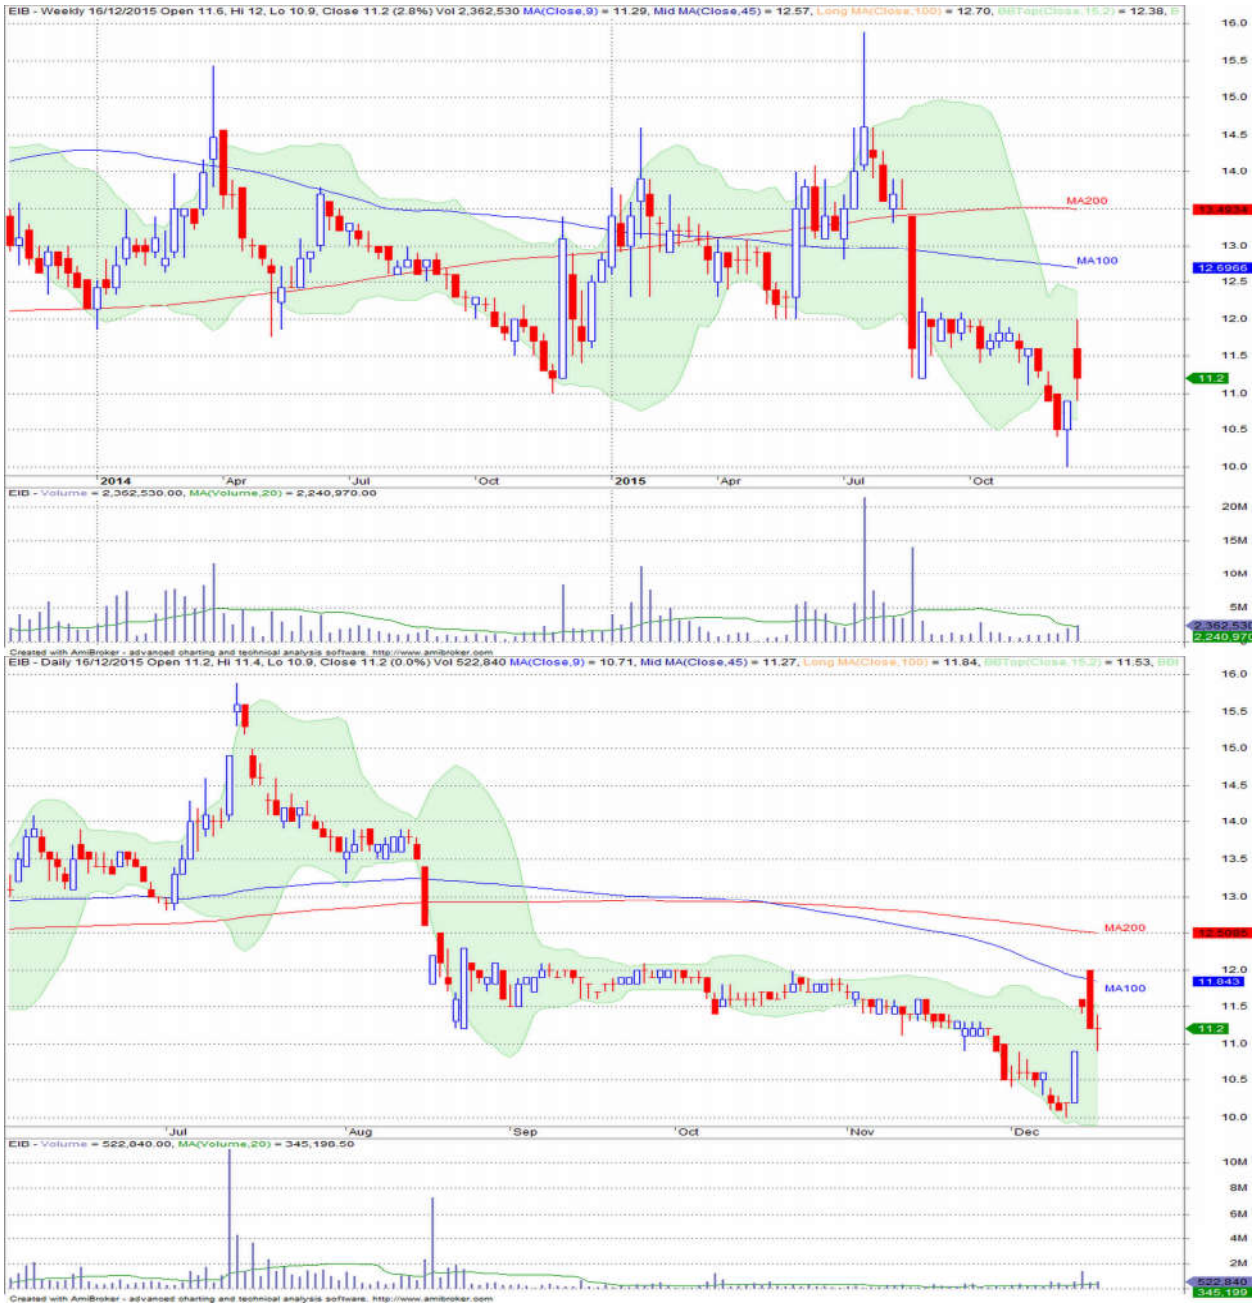 EIB - Weekly 16/12/2015 Open 11.6, Hi 12, Lo 10.9, Close 11.2 (2.8%) Vol 2,362,530 MA(Close,9) = 11.29, Mid MA(Close,45) = 12.57, Long MA(Close,100) = 12.70, BBTop(Close,15,2) = 12.38, B
16.0
15.5
15.0
14.5
14.0
MA200
13.4934
13.0
MA100
12.6966
12.5
12.0
11.5
11.2
11.0
10.5
10.0
2014 Apr Jul Oct 2015 Apr Jul Oct
EIB - Volume = 2,362,530.00, MA(Volume,20) = 2,240,970.00
20M
15M
10M
5M
2,362,530
2,240,970
Created with AmiBroker - advanced charting and technical analysis software. http://www.amibroker.com
EIB - Daily 16/12/2015 Open 11.2, Hi 11.4, Lo 10.9, Close 11.2 (0.0%) Vol 522,840 MA(Close,9) = 10.71, Mid MA(Close,45) = 11.27, Long MA(Close,100) = 11.84, BBTop(Close,15,2) = 11.53, BBI
16.0
15.5
15.0
14.5
14.0
13.5
13.0
MA200
12.0
11.843
MA100
11.5
11.2
11.0
10.5
10.0
Jul Aug Sep Oct Nov Dec
EIB - Volume = 522,840.00, MA(Volume,20) = 345,198.50
10M
8M
6M
4M
2M
522,840
345,199
Created with AmiBroker - advanced charting and technical analysis software. http://www.amibroker.com